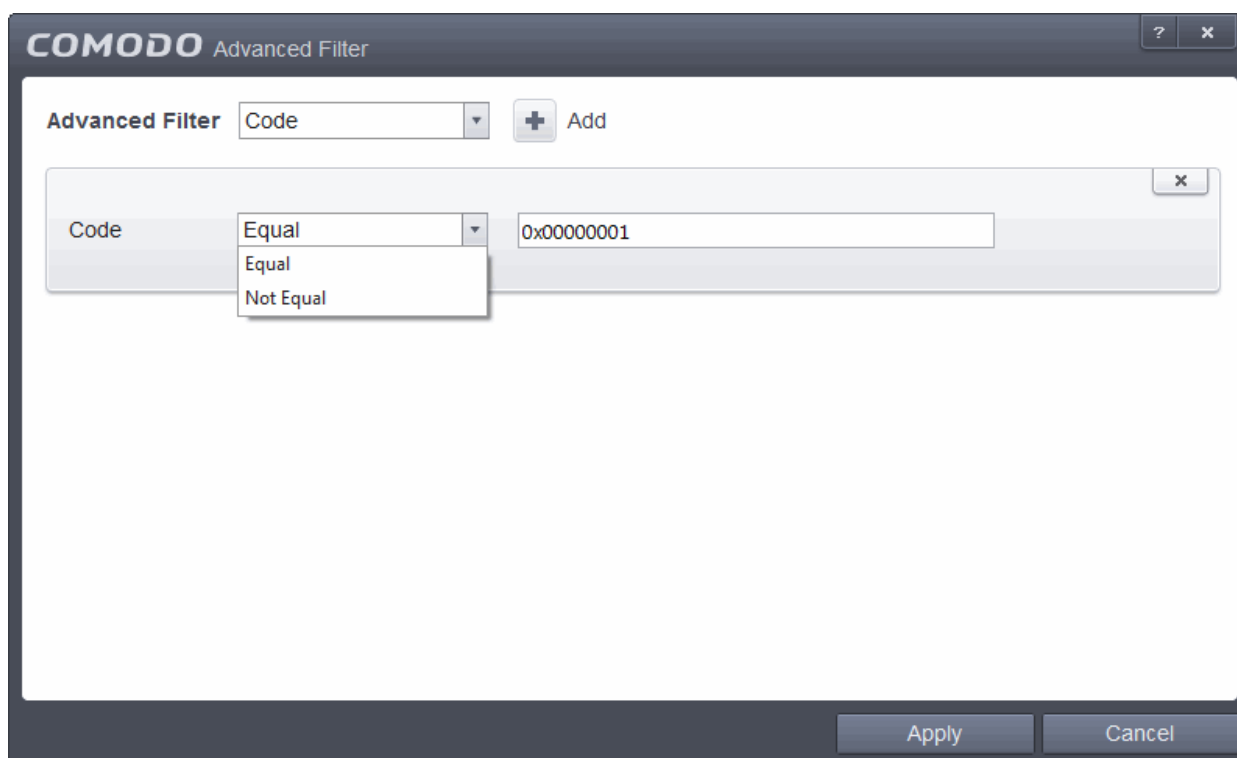 COMODO Advanced Filter
? x
Advanced Filter Code + Add
x
Code Equal 0x00000001
Equal
Not Equal
Apply Cancel